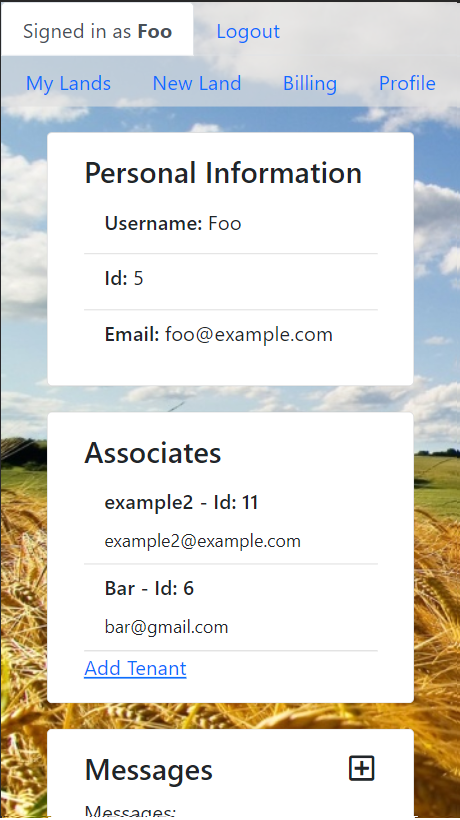 Signed in as Foo Logout
My Lands New Land Billing Profile
Personal Information
Username: Foo
Id: 5
Email: foo@example.com
Associates
example2 - Id: 11
example2@example.com
Bar - Id: 6
bar@gmail.com
Add Tenant
Messages
Messages: